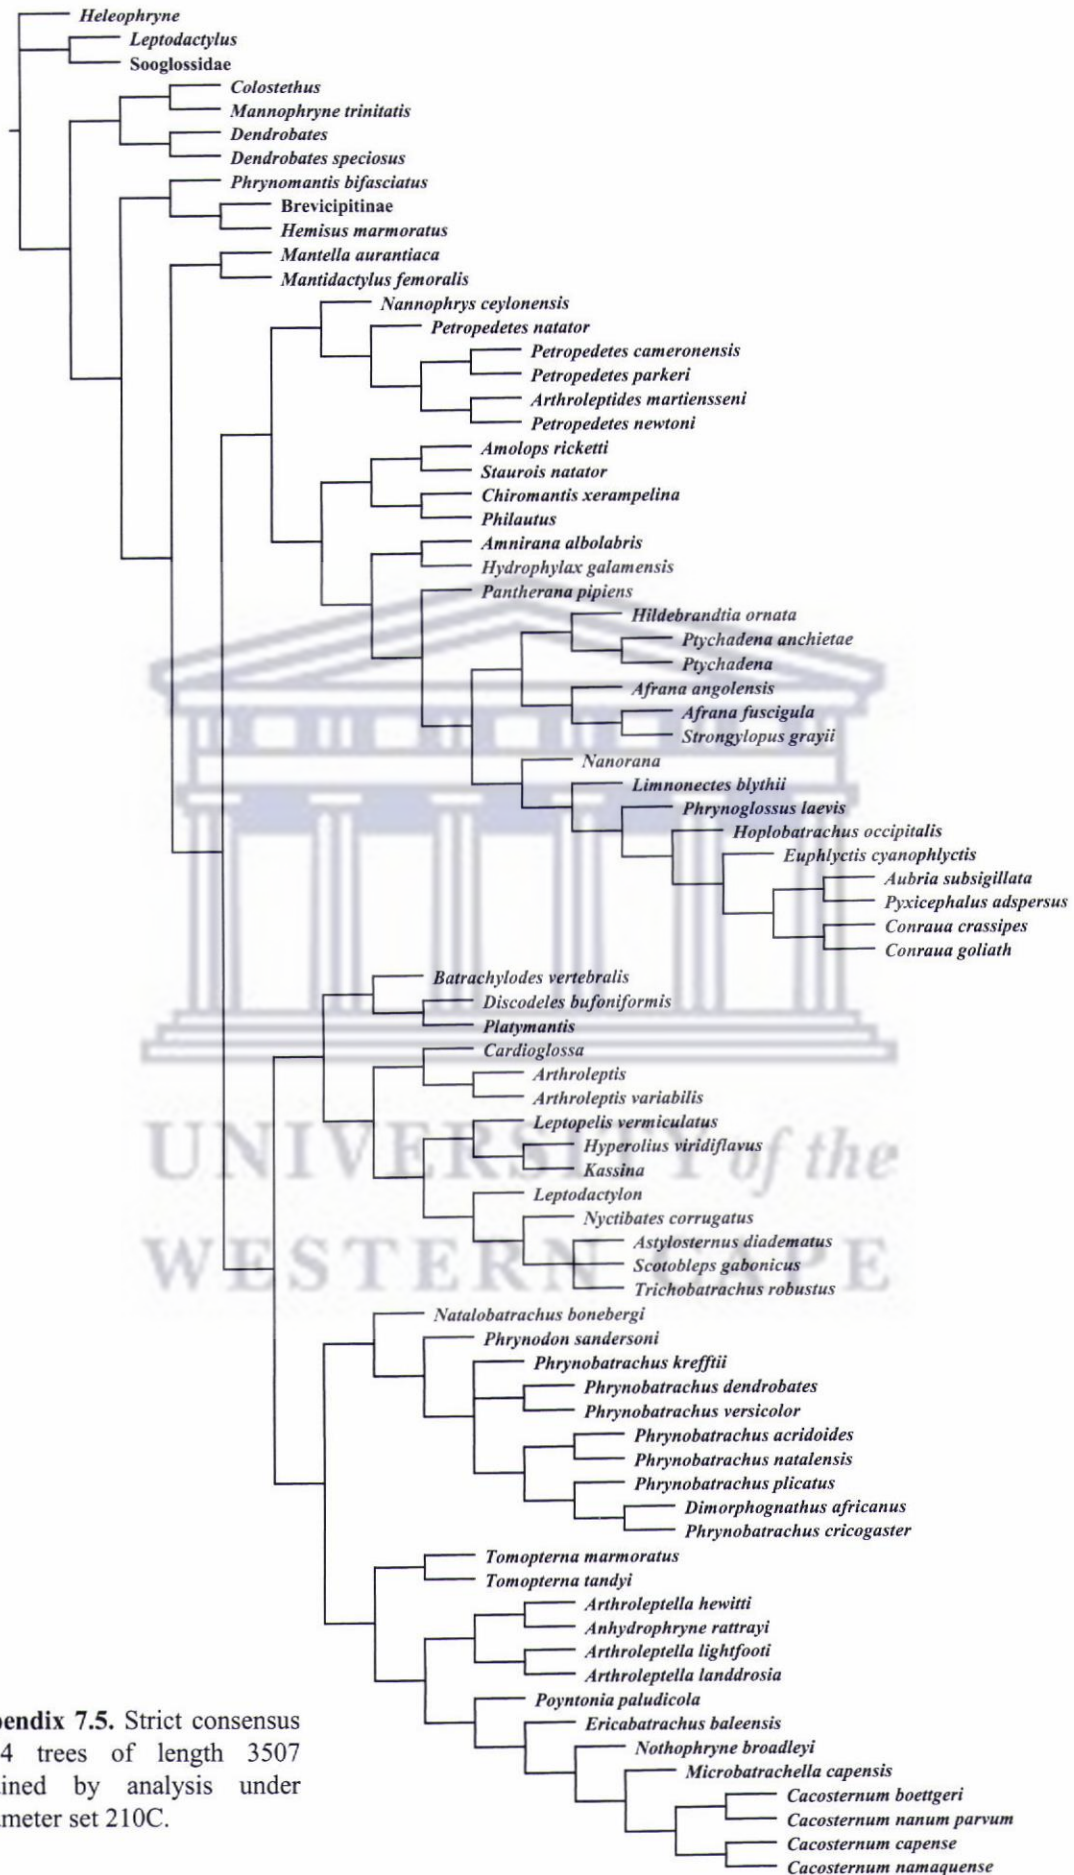 Heleophryne
Leptodactylus
Sooglossidae
Colostethus
Mannophryne trinitatis
Dendrobates
Dendrobates speciosus
Phrynomantis bifasciatus
Brevicipitinae
Hemisus marmoratus
Mantella aurantiaca
Mantidactylus femoralis
Nannophrys ceylonensis
Petropedetes natator
Petropedetes cameronensis
Petropedetes parkeri
Arthroleptides martiensseni
Petropedetes newtoni
Amolops ricketti
Staurois natator
Chiromantis xerampelina
Philautus
Amnirana albolabris
Hydrophylax galamensis
Pantherana pipiens
Hildebrandtia ornata
Ptychadena anchietae
Ptychadena
Afrana angolensis
Afrana fuscigula
Strongylopus grayii
Nanorana
Limnonectes blythii
Phrynoglossus laevis
Hoplobatrachus occipitalis
Euphlyctis cyanophlyctis
Aubria subsigillata
Pyxicephalus adspersus
Conraua crassipes
Conraua goliath
Batrachylodes vertebralis
Discodeles bufoniformis
Platymantis
Cardioglossa
Arthroleptis
Arthroleptis variabilis
Leptopelis vermiculatus
Hyperolius viridiflavus
Kassina
Leptodactylon
Nyctibates corrugatus
Astylosternus diadematus
Scotobleps gabonicus
Trichobatrachus robustus
UNIVERSITY of the
WESTERN CAPE
Natalobatrachus bonebergi
Phrynodon sandersoni
Phrynobatrachus krefftii
Phrynobatrachus dendrobates
Phrynobatrachus versicolor
Phrynobatrachus acridoides
Phrynobatrachus natalensis
Phrynobatrachus plicatus
Dimorphognathus africanus
Phrynobatrachus cricogaster
Tomopterna marmoratus
Tomopterna tandyi
Arthroleptella hewitti
Anhydrophryne rattrayi
Arthroleptella lightfooti
Arthroleptella landdrosia
Poyntonia paludicola
Ericabatrachus baleensis
Nothophryne broadleyi
Microbatrachella capensis
Cacosternum boettgeri
Cacosternum nanum parvum
Cacosternum capense
Cacosternum namaquense
endix 7.5. Strict consensus
4 trees of length 3507
ined by analysis under
meter set 210C.